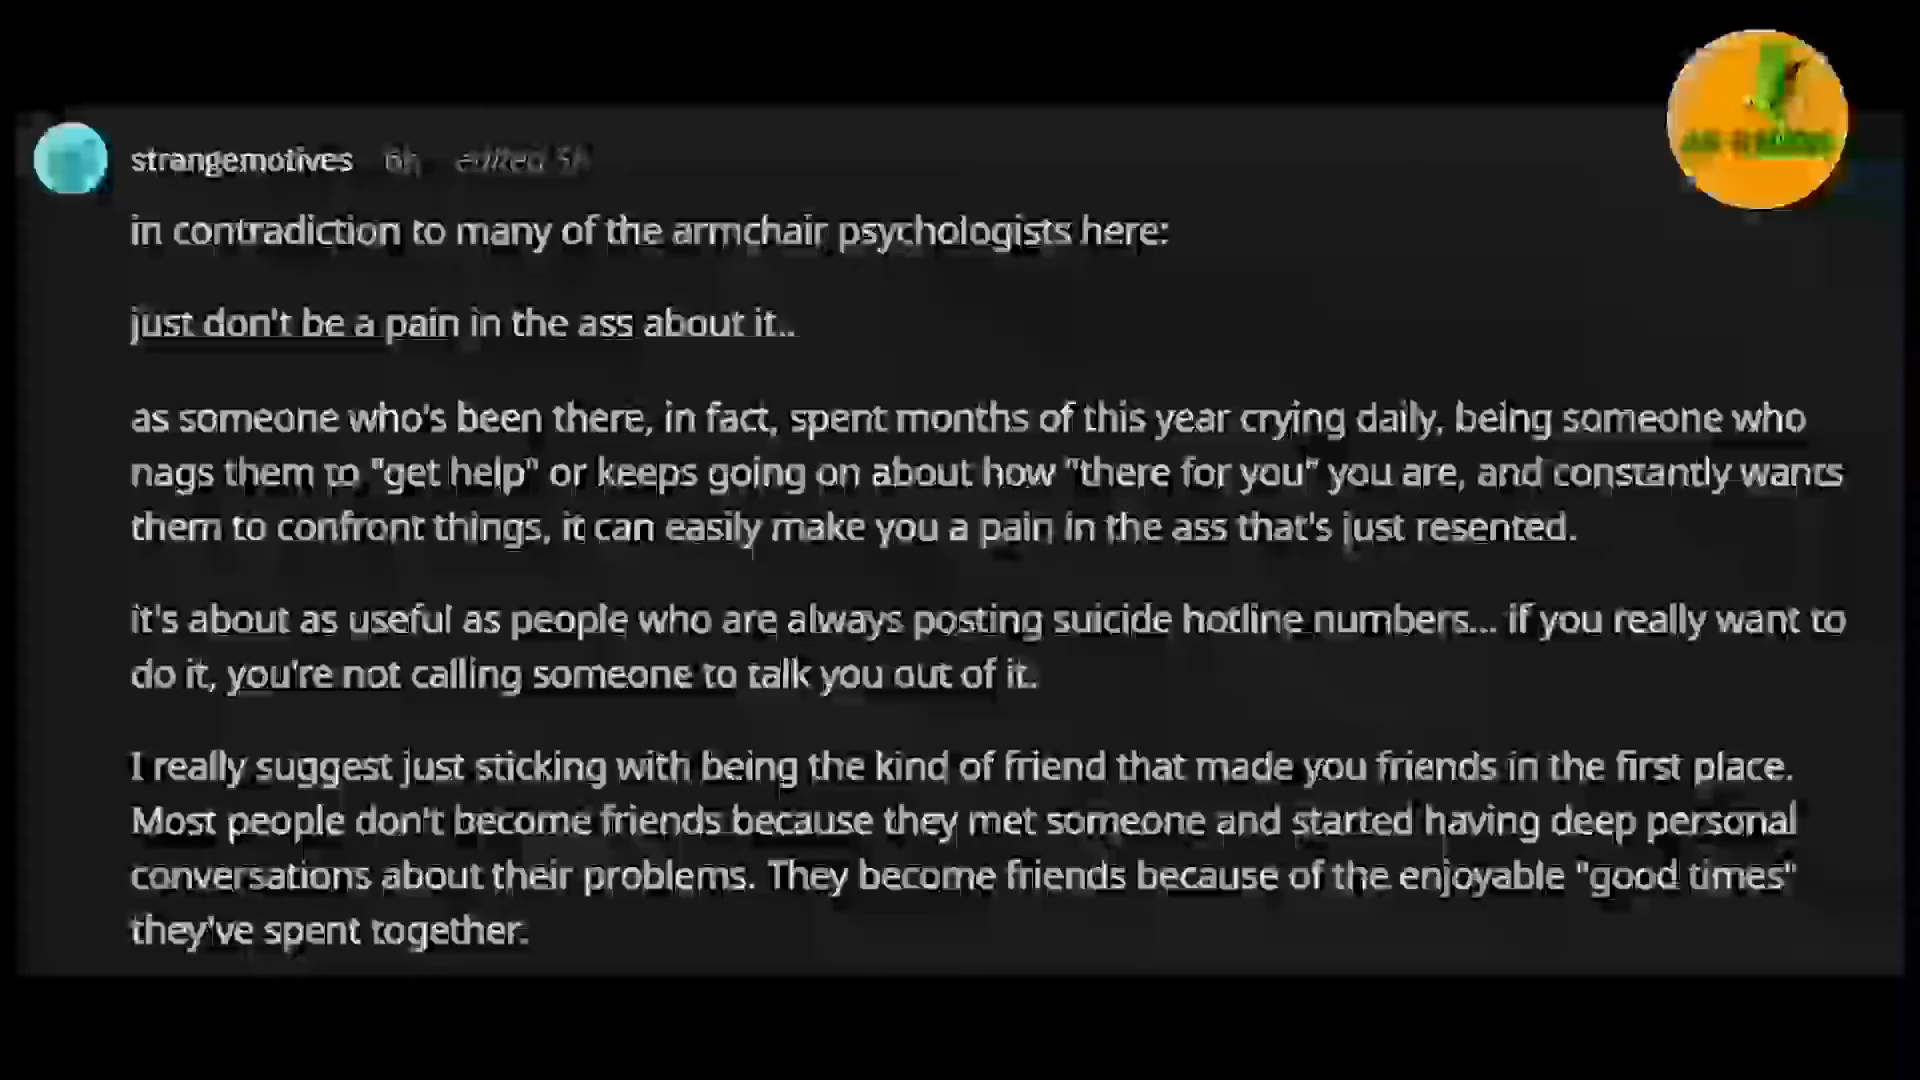 strangemotives 6h edited 5h
in contradiction to many of the armchair psychologists here:
just don't be a pain in the ass about it..
as someone who's been there, in fact, spent months of this year crying daily, being someone who
nags them to "get help" or keeps going on about how "there for you" you are, and constantly wants
them to confront things, it can easily make you a pain in the ass that's just resented.
it's about as useful as people who are always posting suicide hotline numbers... if you really want to
do it, you're not calling someone to talk you out of it..
I really suggest just sticking with being the kind of friend that made you friends in the first place.
Most people don't become friends because they met someone and started having deep personal
conversations about their problems. They become friends because of the enjoyable "good times"
they've spent together.